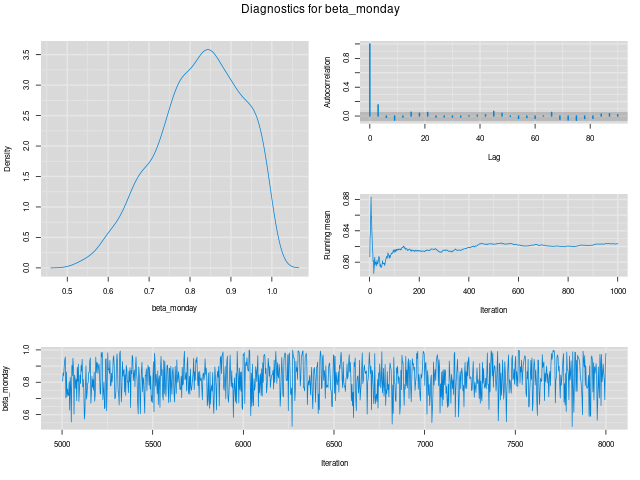 Diagnostics for beta_monday
Density
0.0 0.5 1.0 1.5 2.0 2.5 3.0 3.5
0.5 0.6 0.7 0.8 0.9 1.0
beta_monday
Autocorrelation
0.0 0.4 0.8
0 20 40 60 80
Lag
Running mean
0.80 0.84 0.88
0 200 400 600 800 1000
Iteration
beta_monday
0.6 0.8 1.0
5000 5500 6000 6500 7000 7500 8000
Iteration